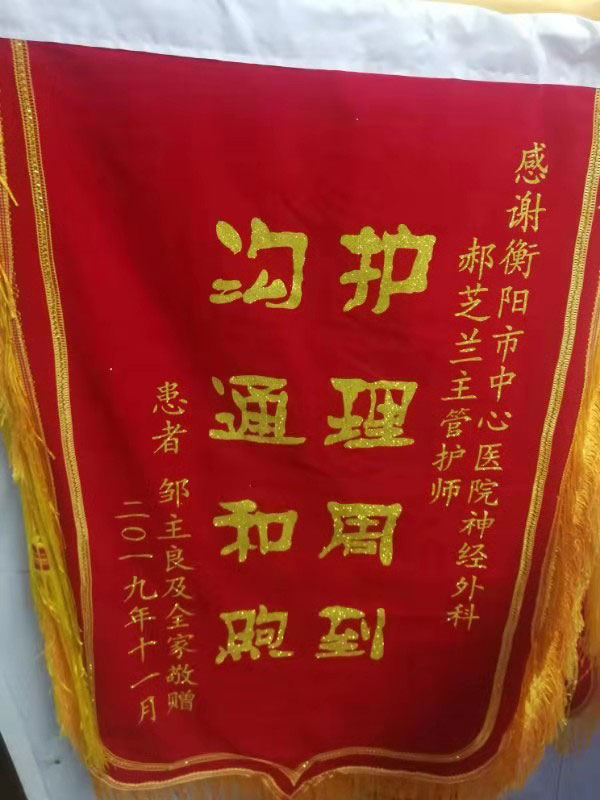 感谢衡阳市中心医院神经外科
郝芝兰主管护师
护理周到
沟通和煦
患者 邹主良及全家敬赠
二〇一九年十一月